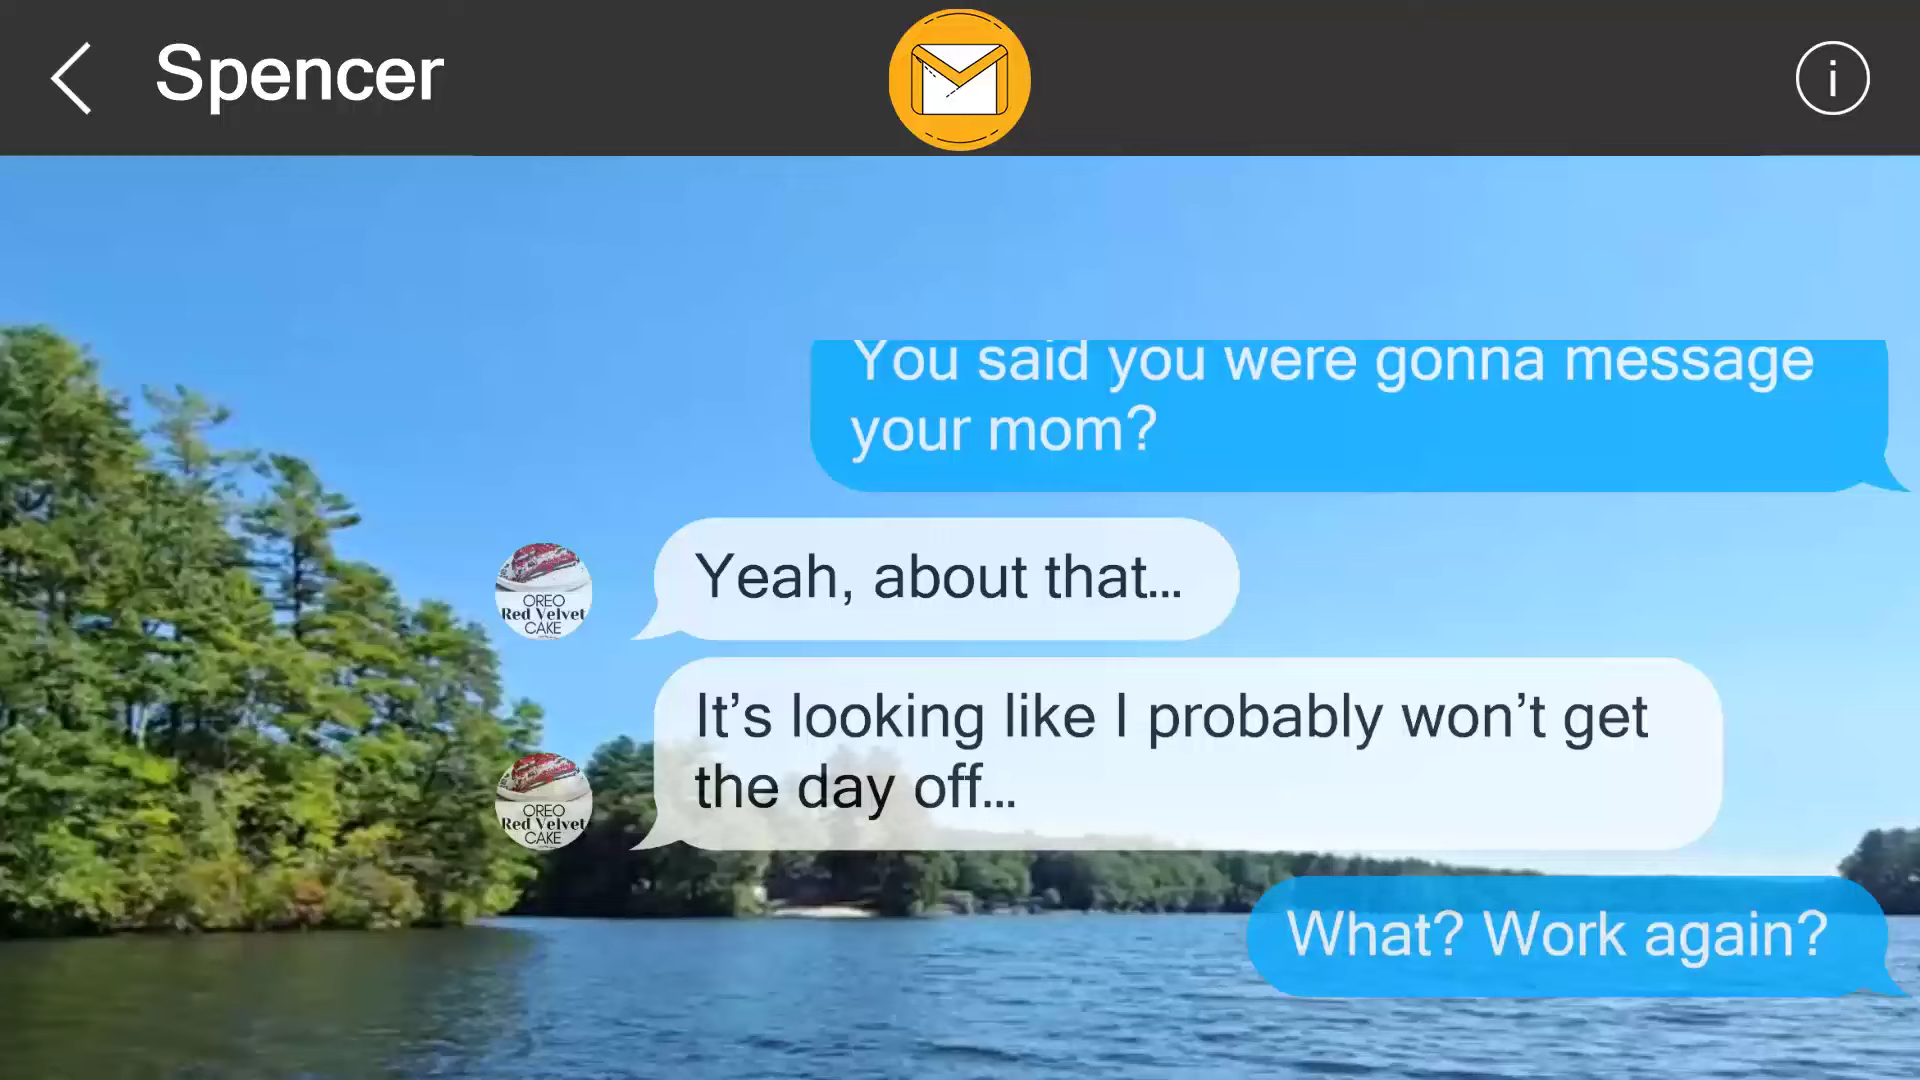 Spencer
You said you were gonna message
your mom?
Yeah, about that...
OREO
Red Velvet
CAKE
It’s looking like I probably won’t get
the day off...
OREO
Red Velvet
CAKE
What? Work again?